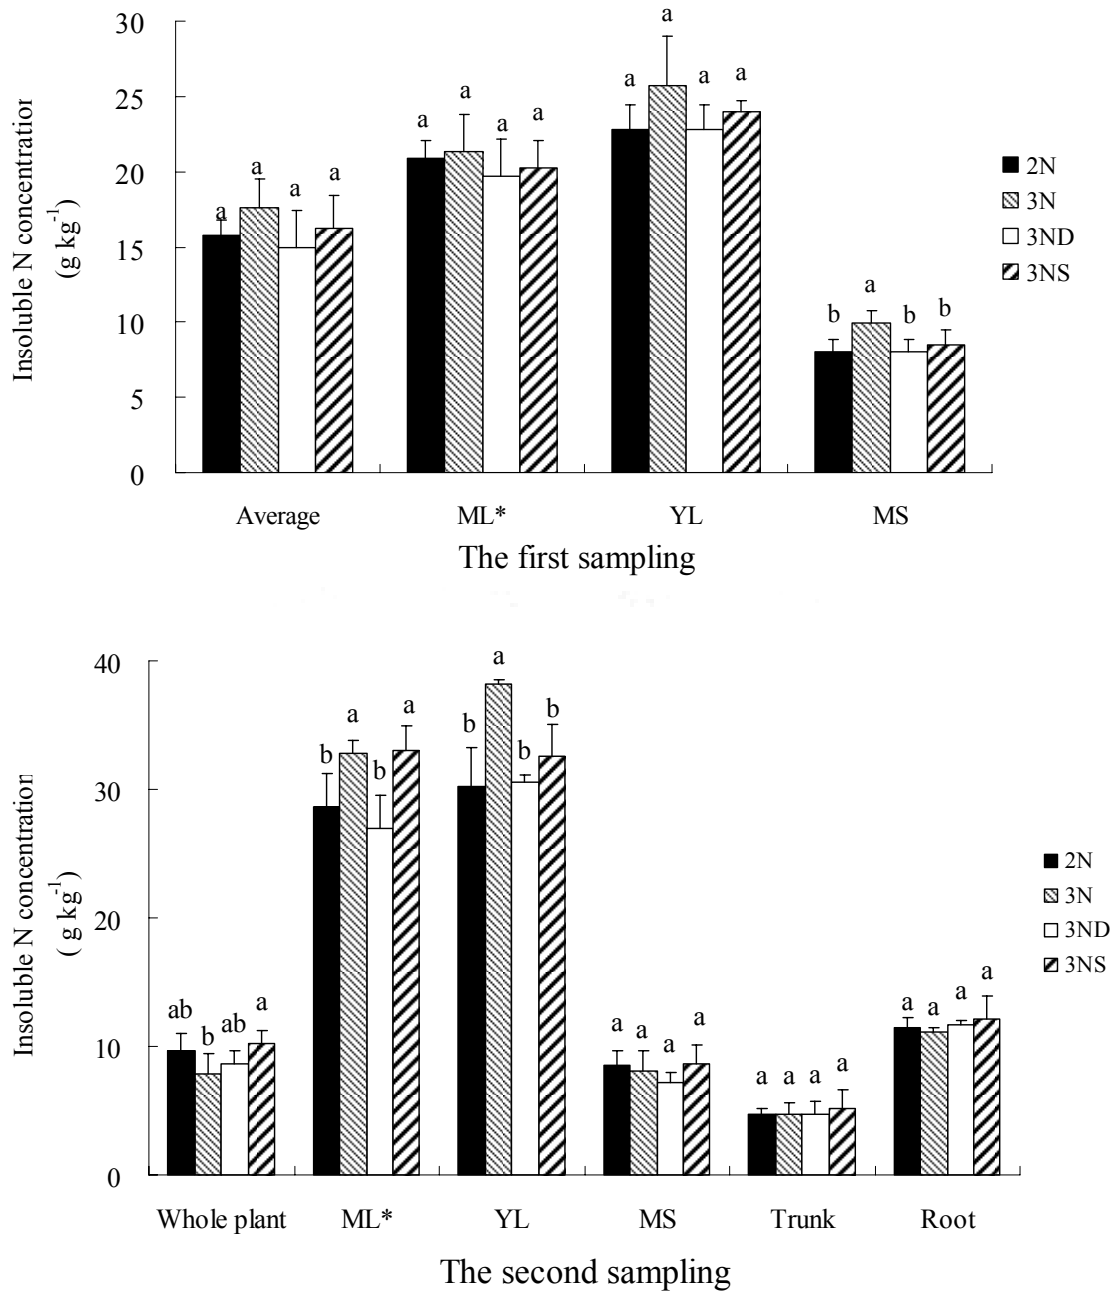 30
25
20
15
10
5
0
Insoluble N concentration
(g kg-1)
a a a a
a a a a
a a a a
b a b b
2N
3N
3ND
3NS
Average ML* YL MS
The first sampling
40
30
20
10
0
Insoluble N concentration
( g kg-1)
ab b ab a
b a b a
b a b b
a a a a
a a a a
a a a a
2N
3N
3ND
3NS
Whole plant ML* YL MS Trunk Root
The second sampling